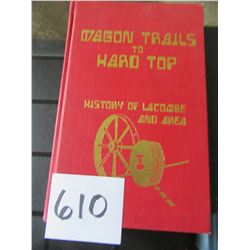 WAGON TRAILS
TO
HARD TOP
HISTORY OF LACOMBE
AND AREA
610